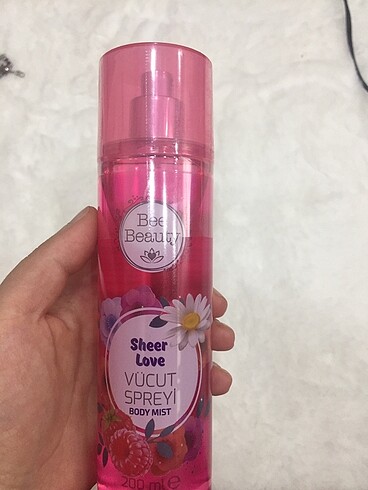 Bee
Beauty
Sheer
Love
VÜCUT
SPREYİ
BODY MIST
200 ml e